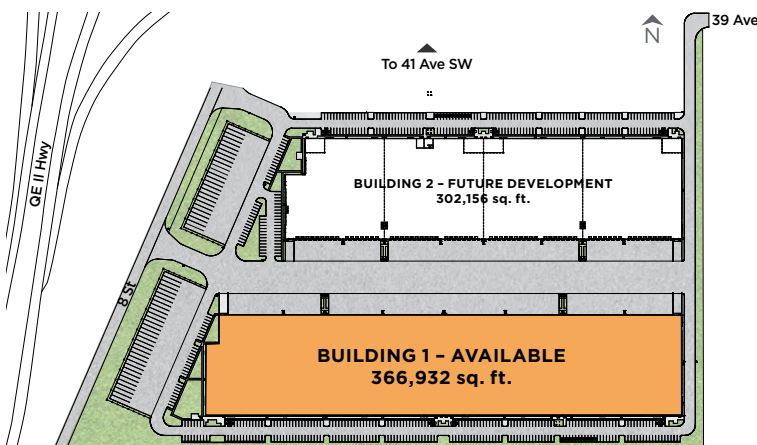 39 Ave
N
To 41 Ave SW
QE II Hwy
BUILDING 2 – FUTURE DEVELOPMENT
302,156 sq. ft.
8 St
BUILDING 1 – AVAILABLE
366,932 sq. ft.